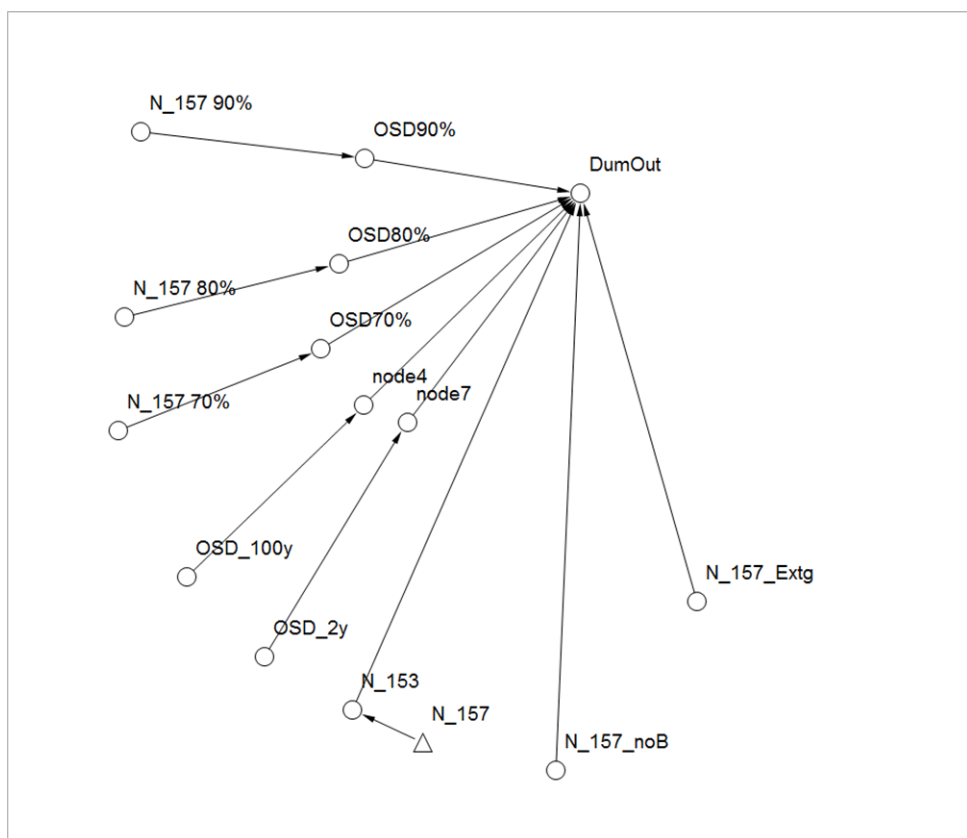 N_157 90%
OSD90%
DumOut
OSD80%
N_157 80%
OSD70%
node4
node7
N_157 70%
OSD_100y
N_157_Extg
OSD_2y
N_153
N_157
N_157_noB